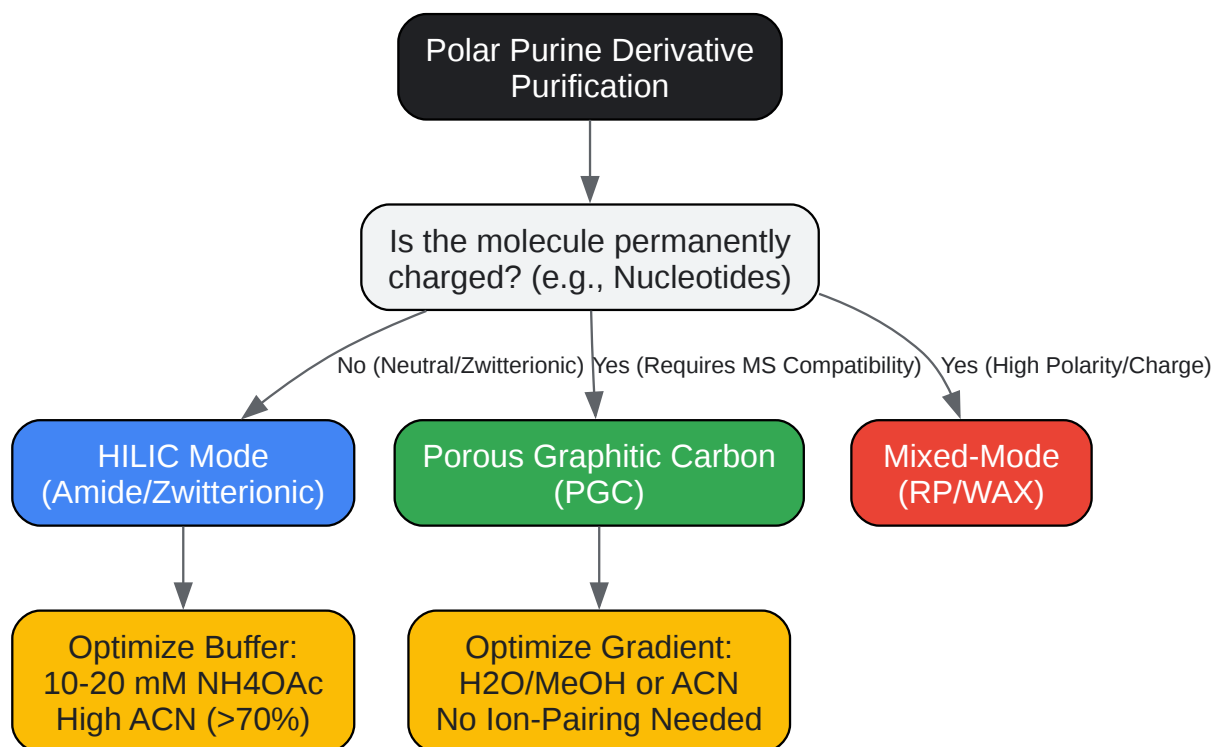 Polar Purine Derivative
Purification
Is the molecule permanently
charged? (e.g., Nucleotides)
No (Neutral/Zwitterionic)
Yes (Requires MS Compatibility)
Yes (High Polarity/Charge)
HILIC Mode
(Amide/Zwitterionic)
Porous Graphitic Carbon
(PGC)
Mixed-Mode
(RP/WAX)
Optimize Buffer:
10-20 mM NH4OAc
High ACN (>70%)
Optimize Gradient:
H2O/MeOH or ACN
No Ion-Pairing Needed